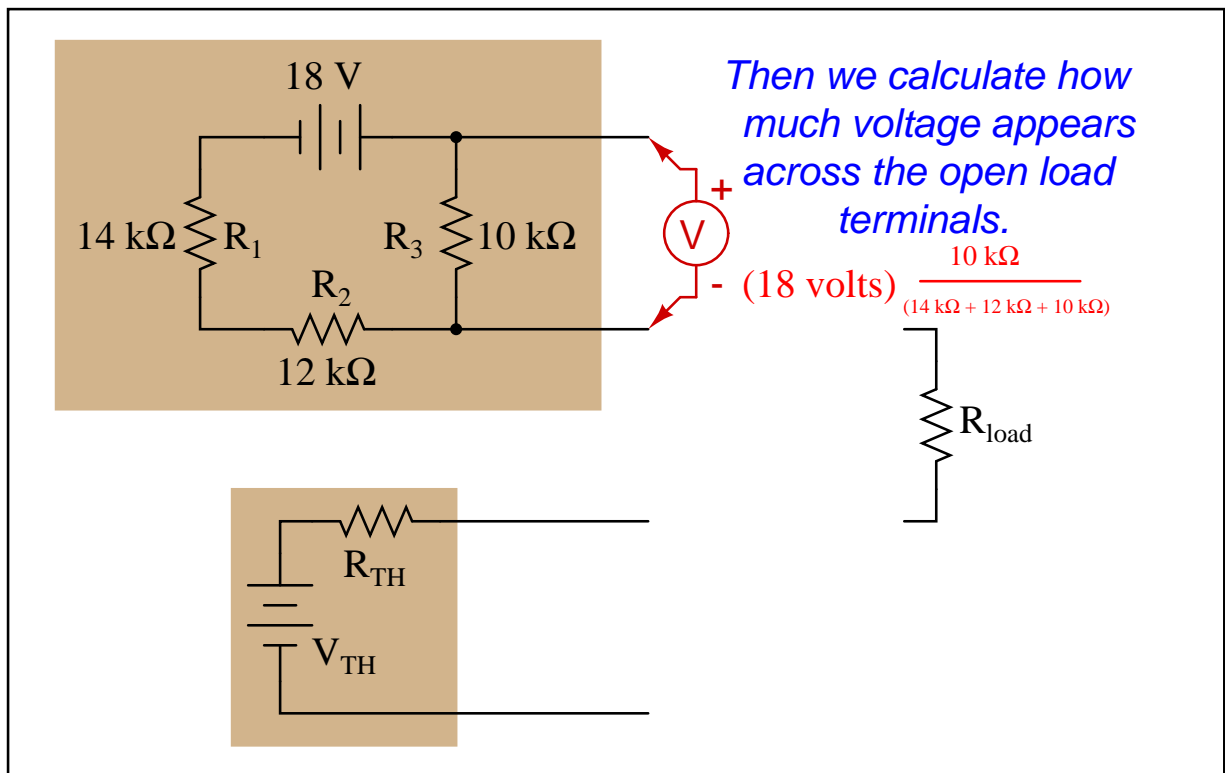 18 V
Then we calculate how
much voltage appears
across the open load
terminals.
14 kΩ R1
R3 10 kΩ
+
V
-
R2
12 kΩ
(18 volts) 10 kΩ
(14 kΩ + 12 kΩ + 10 kΩ)
Rload
RTH
VTH